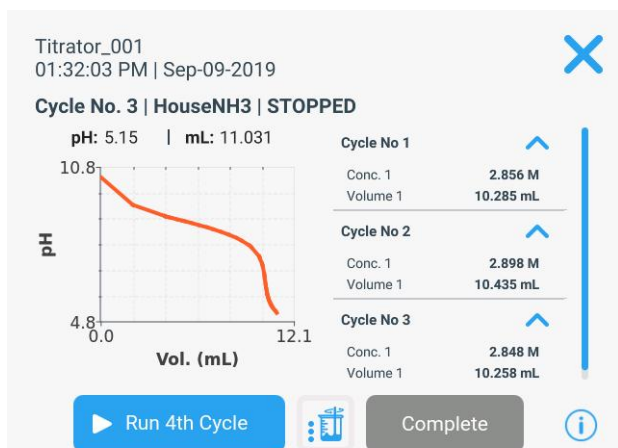 Titrator_001
01:32:03 PM | Sep-09-2019
Cycle No. 3 | HouseNH3 | STOPPED
pH: 5.15 | mL: 11.031
10.8
pH
4.8
0.0
12.1
Vol. (mL)
Cycle No 1
Conc. 1 2.856 M
Volume 1 10.285 mL
Cycle No 2
Conc. 1 2.898 M
Volume 1 10.435 mL
Cycle No 3
Conc. 1 2.848 M
Volume 1 10.258 mL
Run 4th Cycle
Complete
i